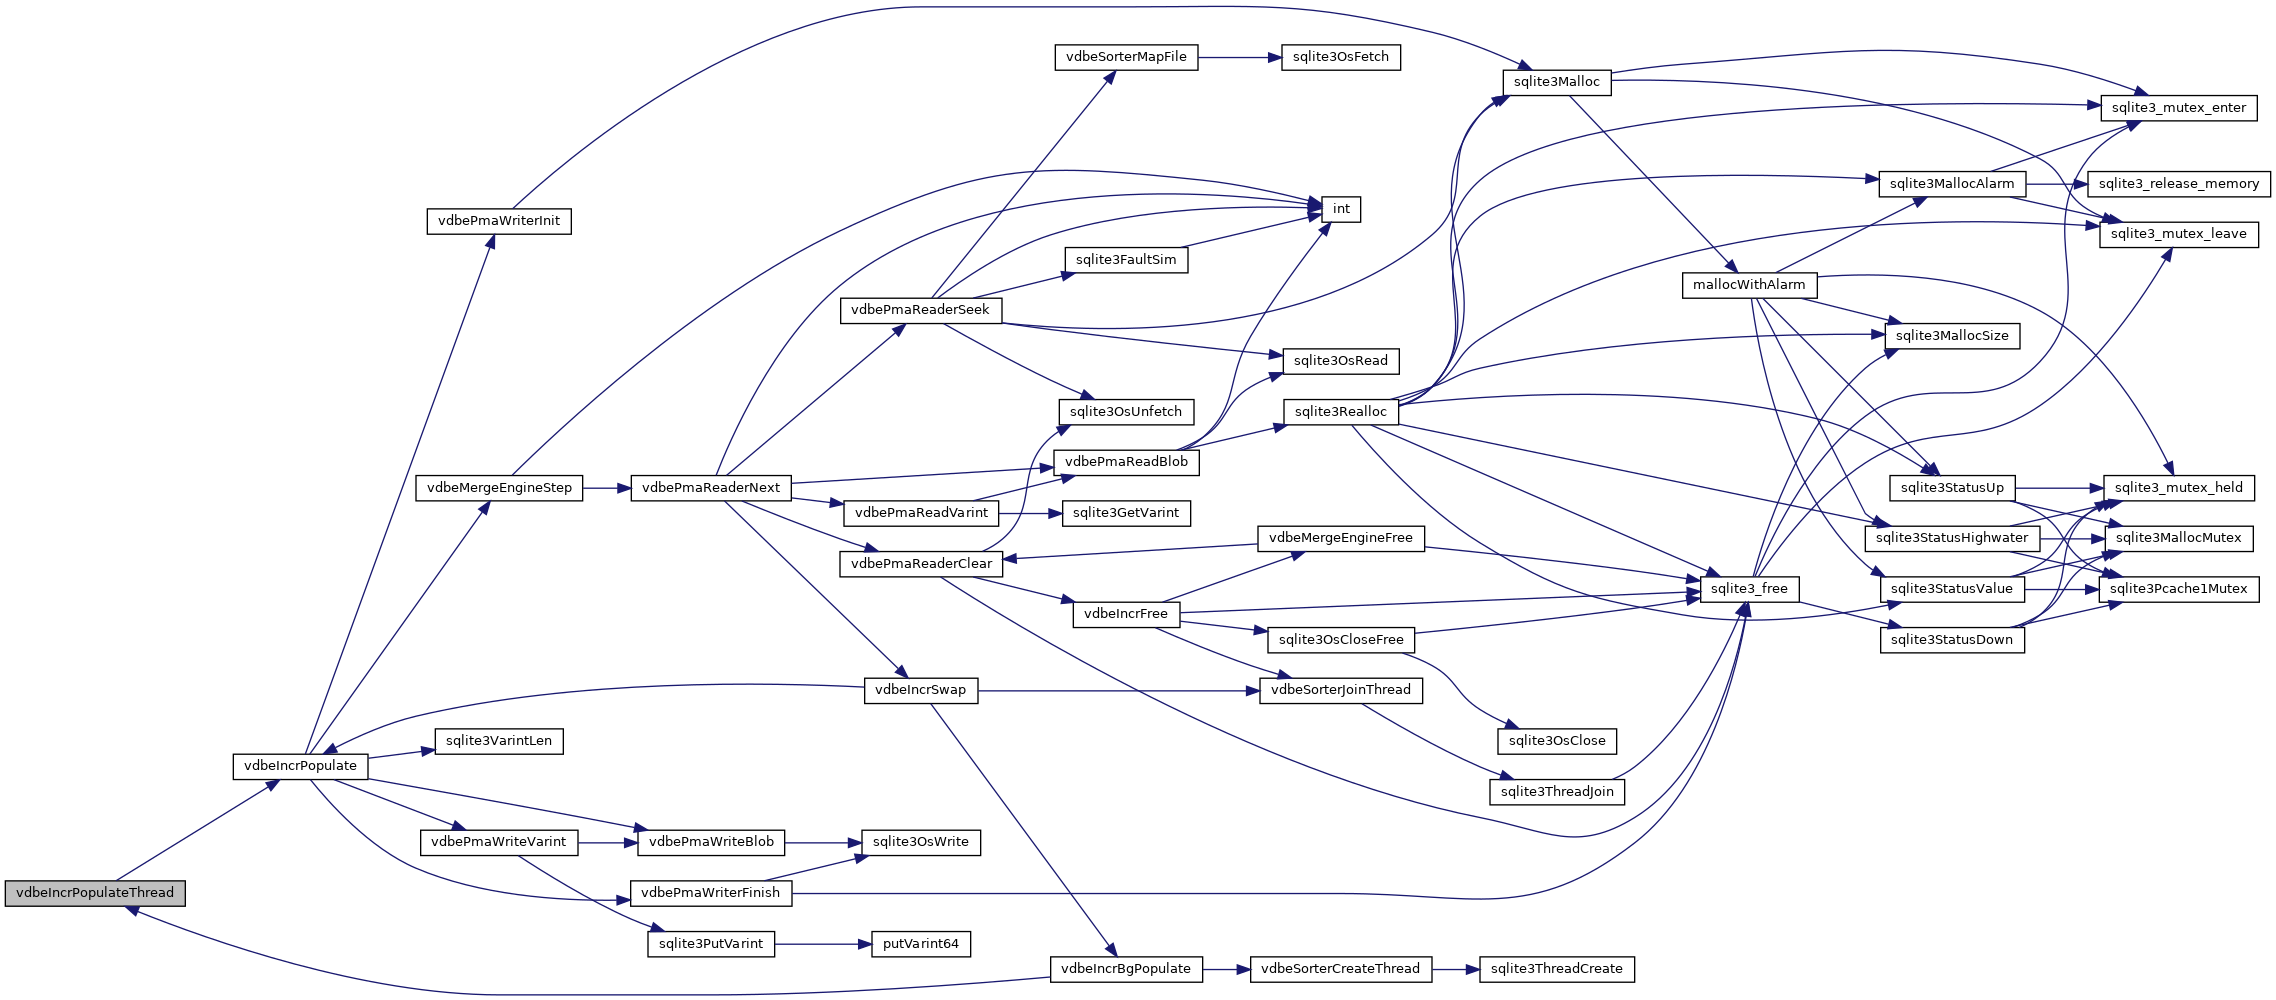 vdbeSorterMapFile
sqlite3OsFetch
sqlite3Malloc
sqlite3_mutex_enter
sqlite3MallocAlarm
sqlite3_release_memory
vdbePmaWriterInit
int
sqlite3_mutex_leave
sqlite3FaultSim
mallocWithAlarm
vdbePmaReaderSeek
sqlite3MallocSize
sqlite3OsRead
sqlite3OsUnfetch
sqlite3Realloc
vdbePmaReadBlob
vdbeMergeEngineStep
vdbePmaReaderNext
sqlite3StatusUp
sqlite3_mutex_held
vdbePmaReadVarint
sqlite3GetVarint
vdbeMergeEngineFree
sqlite3StatusHighwater
sqlite3MallocMutex
vdbePmaReaderClear
sqlite3_free
sqlite3StatusValue
sqlite3Pcache1Mutex
vdbeIncrFree
sqlite3OsCloseFree
sqlite3StatusDown
vdbeIncrSwap
vdbeSorterJoinThread
sqlite3VarintLen
sqlite3OsClose
vdbeIncrPopulate
sqlite3ThreadJoin
vdbePmaWriteVarint
vdbePmaWriteBlob
sqlite3OsWrite
vdbeIncrPopulateThread
vdbePmaWriterFinish
sqlite3PutVarint
putVarint64
vdbeIncrBgPopulate
vdbeSorterCreateThread
sqlite3ThreadCreate